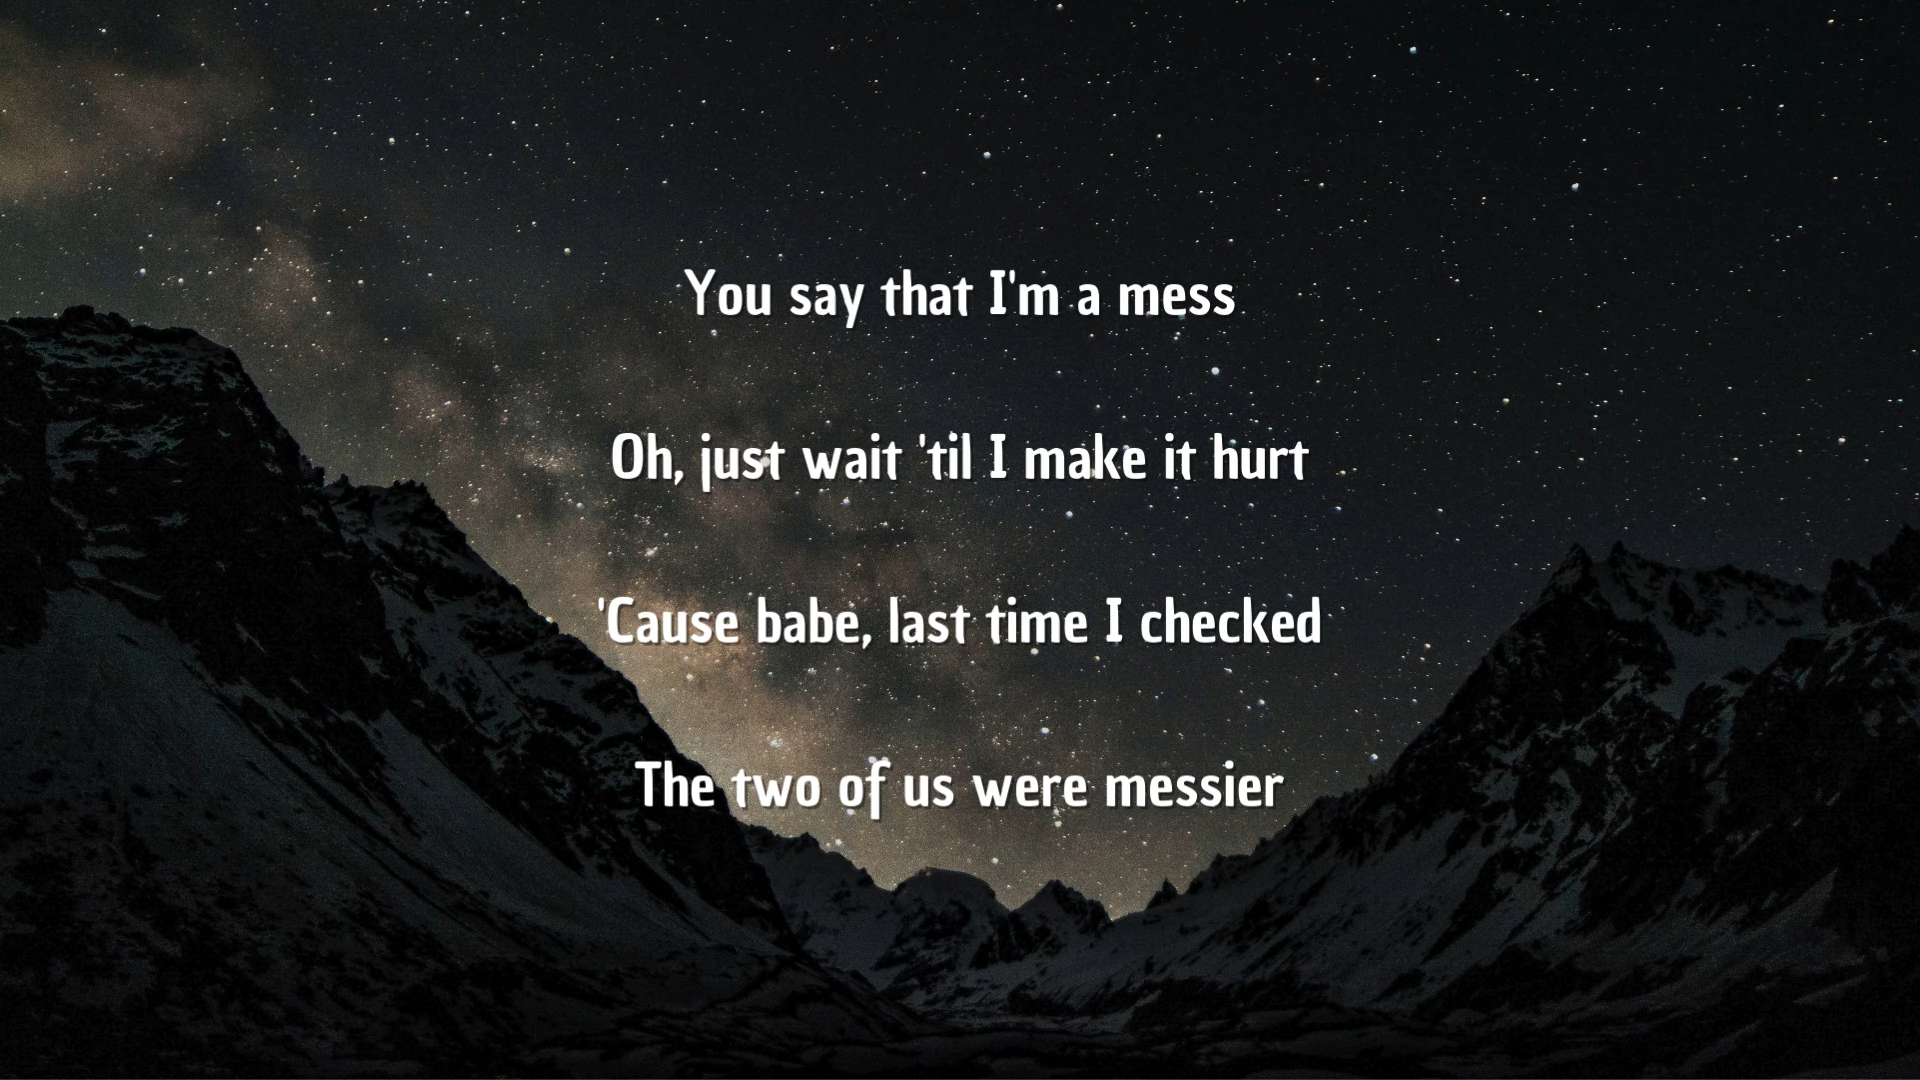 You say that I'm a mess
Oh, just wait 'til I make it hurt
'Cause babe, last time I checked
The two of us were messier